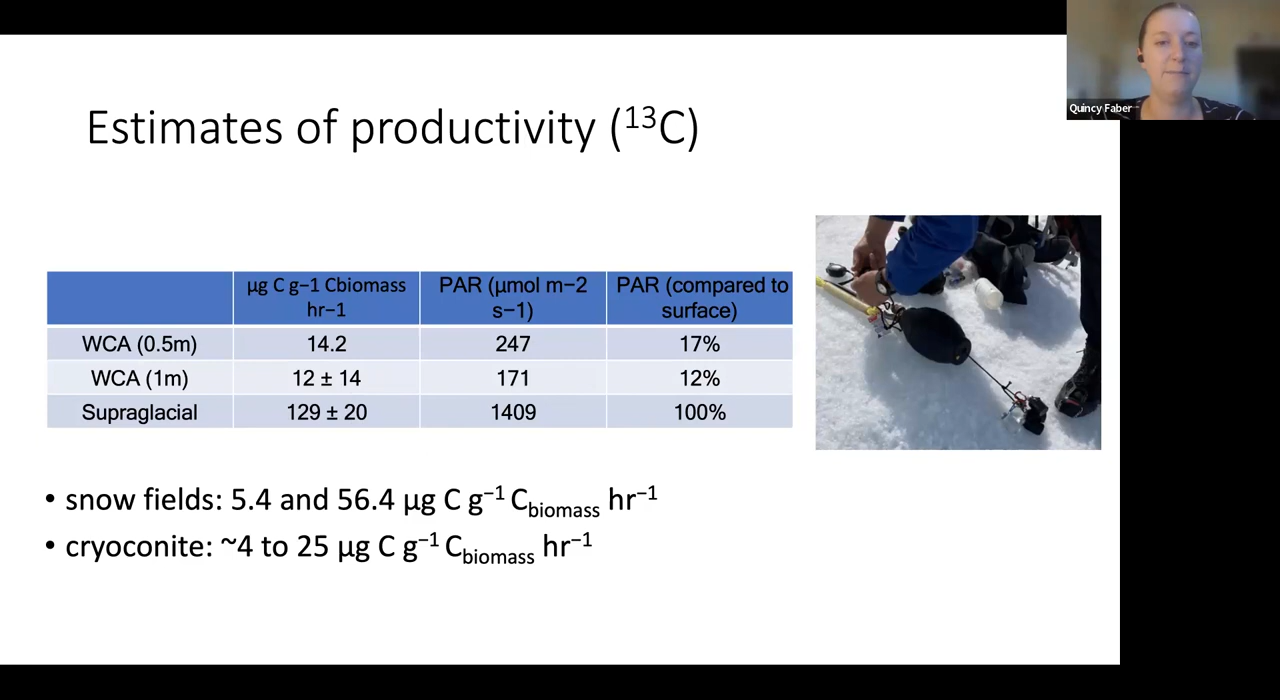 Quincy Faber
Estimates of productivity (¹³C)
µg C g−1 Cbiomass hr−1 PAR (µmol m−2 s−1) PAR (compared to surface)
WCA (0.5m) 14.2 247 17%
WCA (1m) 12 ± 14 171 12%
Supraglacial 129 ± 20 1409 100%
• snow fields: 5.4 and 56.4 µg C g⁻¹ Cbiomass hr⁻¹
• cryoconite: ~4 to 25 µg C g⁻¹ Cbiomass hr⁻¹